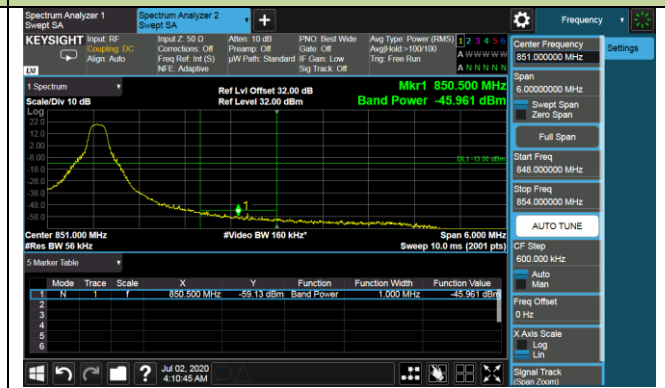 Spectrum Analyzer 1
Swept SA
Spectrum Analyzer 2
Swept SA
+
Frequency
KEYSIGHT
Input: RF
Coupling: DC
Align: Auto
Input Z: 50 Ω
Corrections: Off
Freq Ref: Int (S)
NFE: Adaptive
Atten: 10 dB
Preamp: Off
µW Path: Standard
PNO: Best Wide
Gate: Off
IF Gain: Low
Sig Track: Off
Avg Type: Power (RMS)
Avg|Hold:>100/100
Trig: Free Run
1 2 3 4 5 6
A W W W W W
A N N N N N
LXI
1 Spectrum
Scale/Div 10 dB
Ref Lvl Offset 32.00 dB
Ref Level 32.00 dBm
Mkr1 850.500 MHz
Band Power -45.961 dBm
Log
22.0
12.0
2.00
-8.00
-18.0
-28.0
-38.0
-48.0
-58.0
DL1 -13.00 dBm
1
Center 851.000 MHz
#Res BW 56 kHz
#Video BW 160 kHz*
Span 6.000 MHz
Sweep 10.0 ms (2001 pts)
5 Marker Table
Mode Trace Scale X Y Function Function Width Function Value
1 N 1 f 850.500 MHz -59.13 dBm Band Power 1.000 MHz -45.961 dBm
2
3
4
5
6
Jul 02, 2020
4:10:45 AM
?
Center Frequency
851.000000 MHz
Settings
Span
6.00000000 MHz
Swept Span
Zero Span
Full Span
Start Freq
848.000000 MHz
Stop Freq
854.000000 MHz
AUTO TUNE
CF Step
600.000 kHz
Auto
Man
Freq Offset
0 Hz
X Axis Scale
Log
Lin
Signal Track
(Span Zoom)